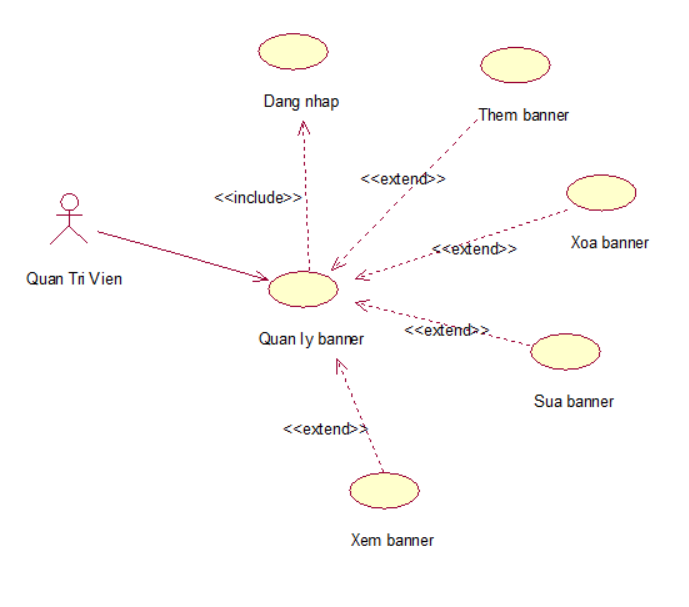 Dang nhap
Them banner
<<extend>>
<<include>>
Xoa banner
<<extend>>
Quan Tri Vien
Quan ly banner
<<extend>>
Sua banner
<<extend>>
Xem banner